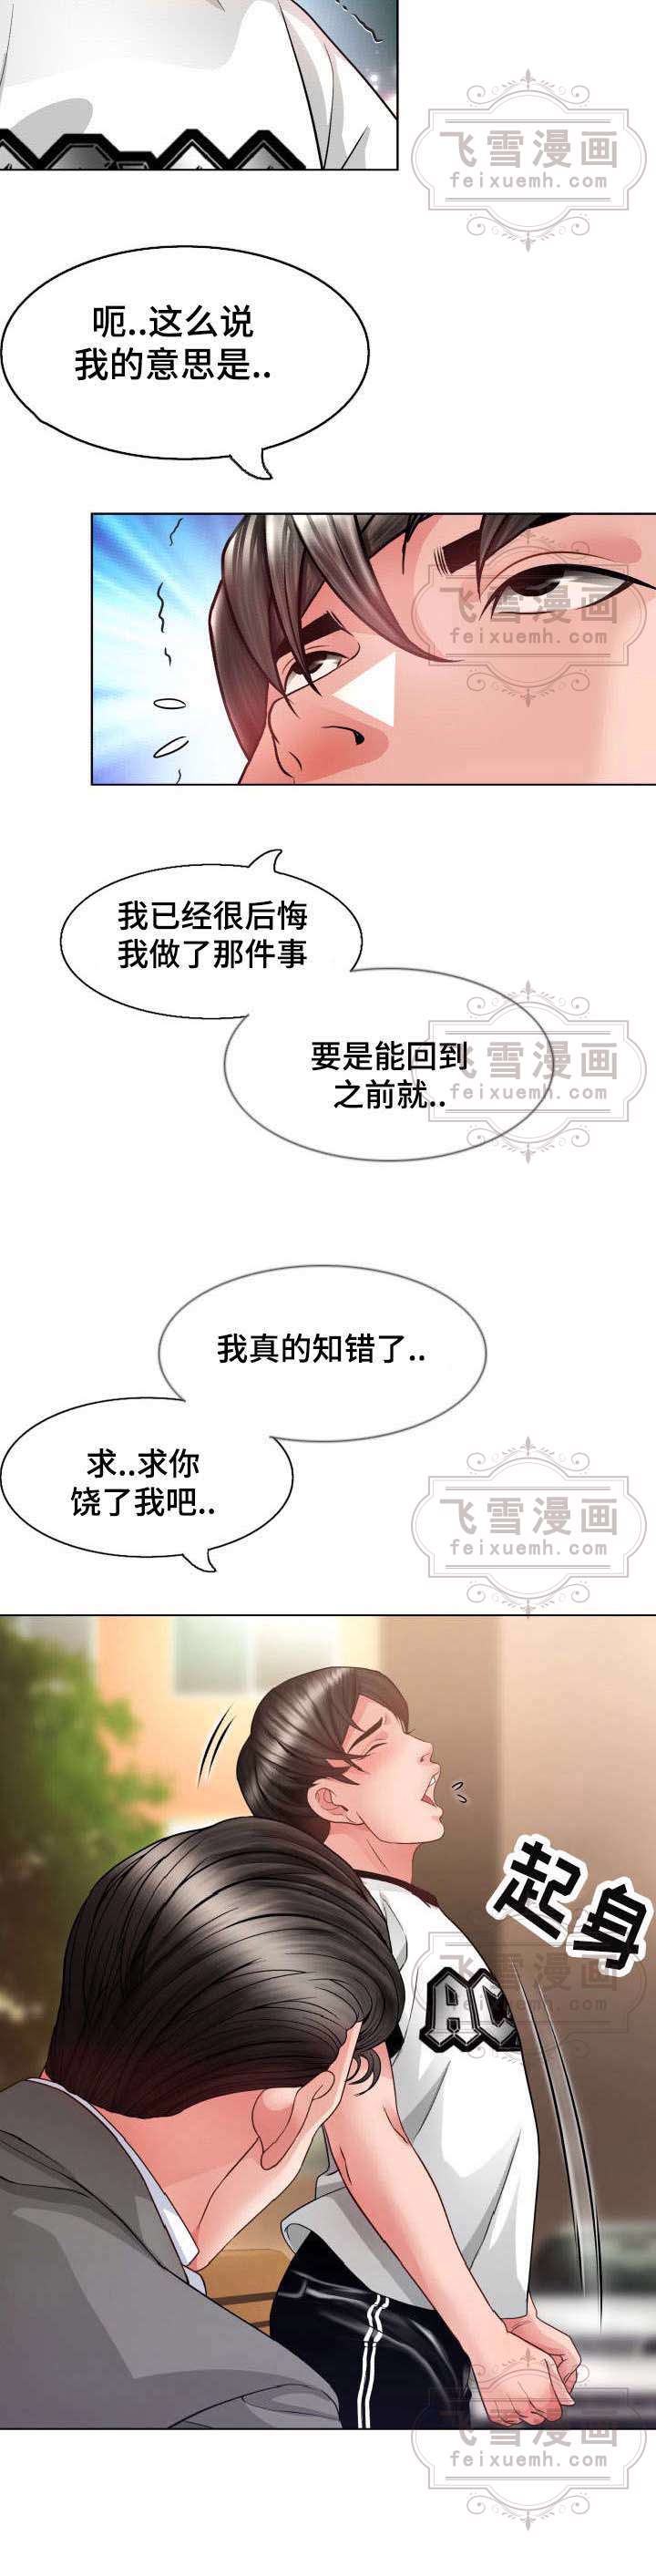 飞雪漫画
feixuemh.com
呃..这么说
我的意思是..
飞雪漫画
feixuemh.com
我已经很后悔
我做了那件事
要是能回到
之前就..
飞雪漫画
feixuemh.com
我真的知错了..
求..求你
饶了我吧..
飞雪漫画
feixuemh.com
起身
AC
飞雪漫画
feixuemh.com
飞雪漫画
feixuemh.com